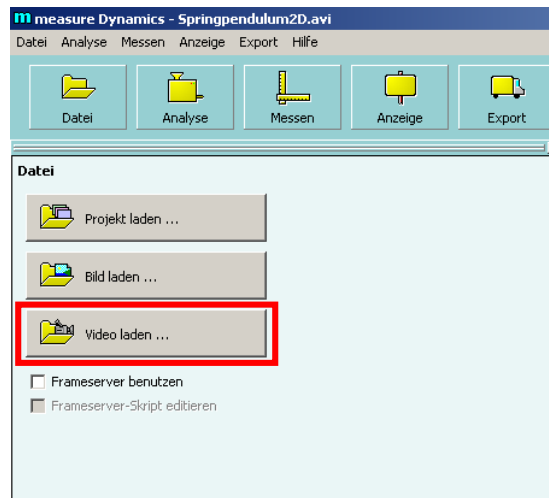 m measure Dynamics - Springpendulum2D.avi
Datei Analyse Messen Anzeige Export Hilfe
Datei Analyse Messen Anzeige Export
Datei
Projekt laden ...
Bild laden ...
Video laden ...
Frameserver benutzen
Frameserver-Skript editieren